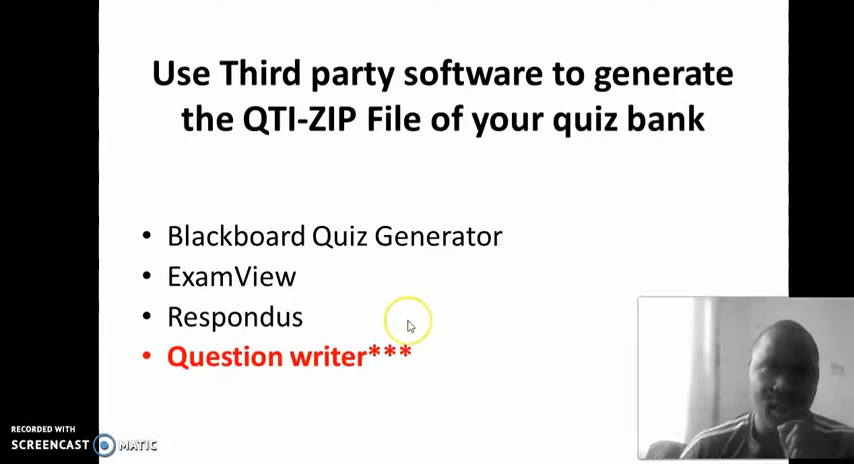 Use Third party software to generate
the QTI-ZIP File of your quiz bank
• Blackboard Quiz Generator
• ExamView
• Respondus
• Question writer***
RECORDED WITH
SCREENCAST MATIC